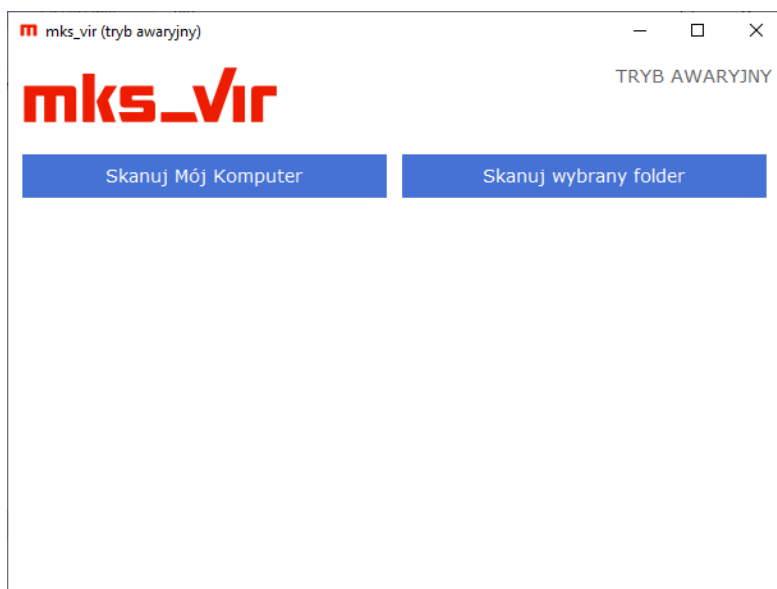 mks_vir (tryb awaryjny)
mks_vir
TRYB AWARYJNY
Skanuj Mój Komputer
Skanuj wybrany folder